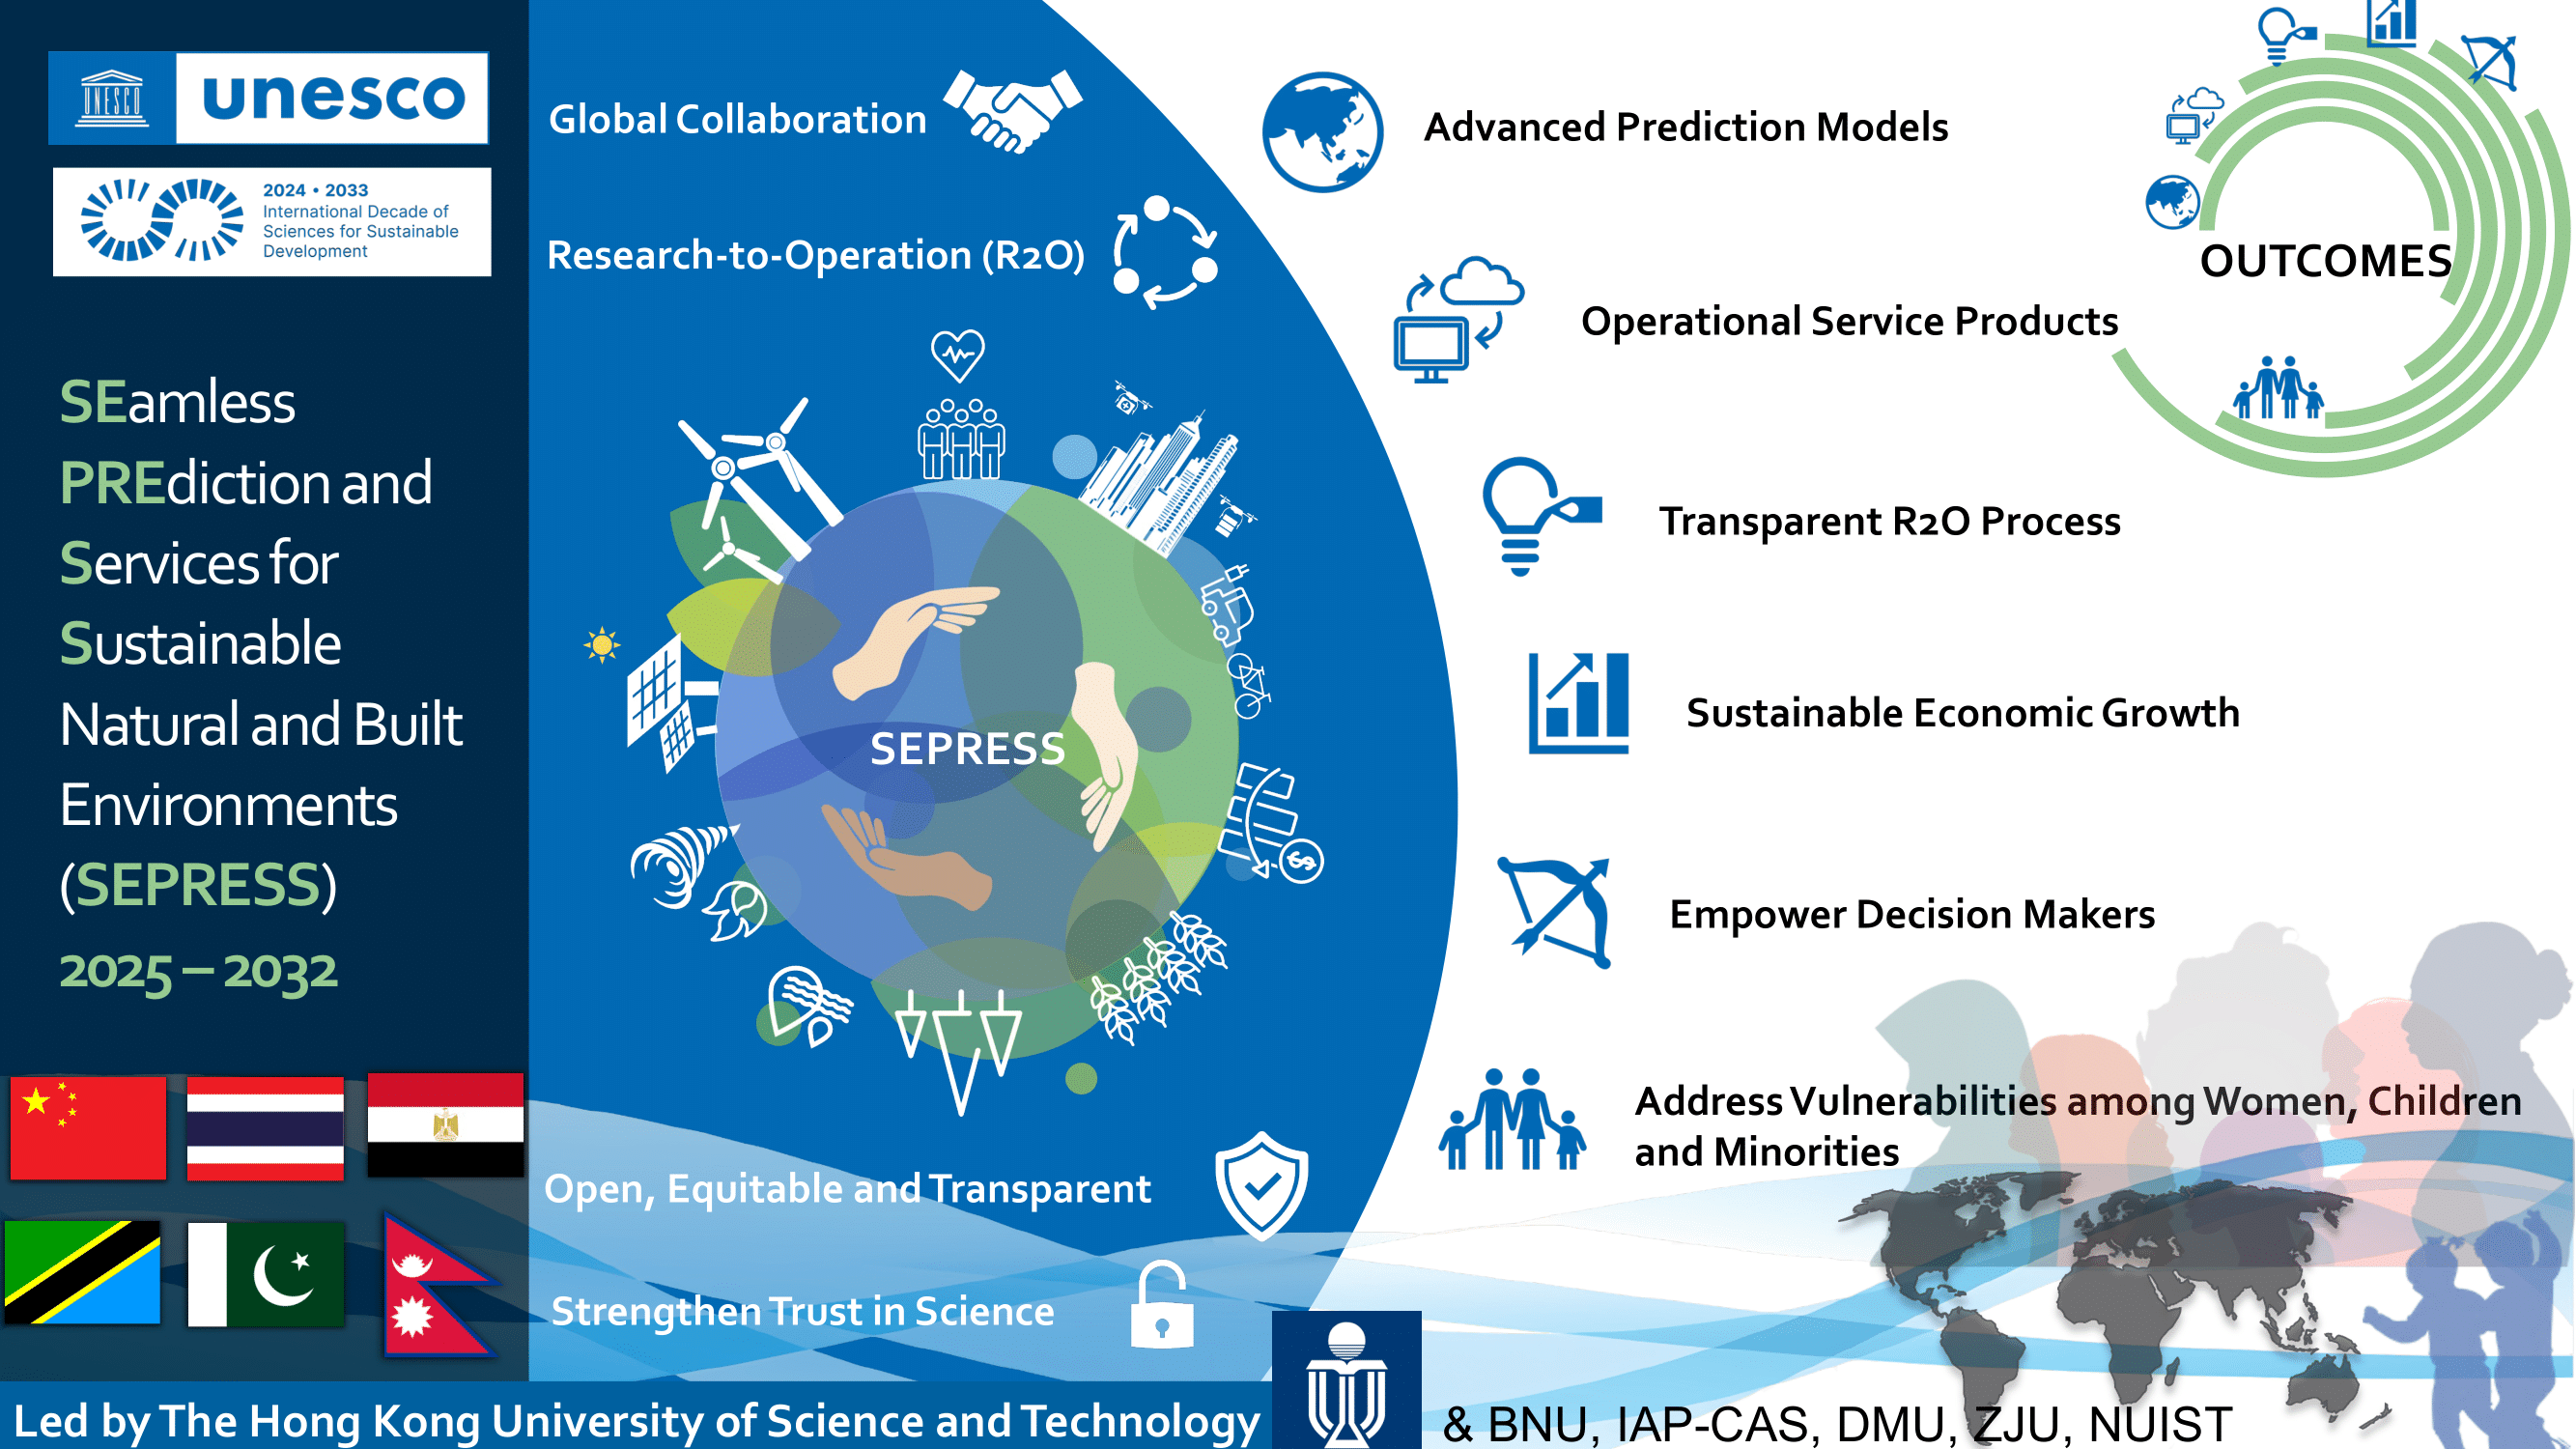 UNESCO
unesco
2024 • 2033
International Decade of
Sciences for Sustainable
Development
SEamless
PREdiction and
Services for
Sustainable
Natural and Built
Environments
(SEPRESS)
2025 – 2032
Global Collaboration
Research-to-Operation (R2O)
SEPRESS
$
Open, Equitable and Transparent
Strengthen Trust in Science
Advanced Prediction Models
Operational Service Products
Transparent R2O Process
Sustainable Economic Growth
Empower Decision Makers
Address Vulnerabilities among Women, Children
and Minorities
OUTCOMES
Led by The Hong Kong University of Science and Technology
& BNU, IAP-CAS, DMU, ZJU, NUIST